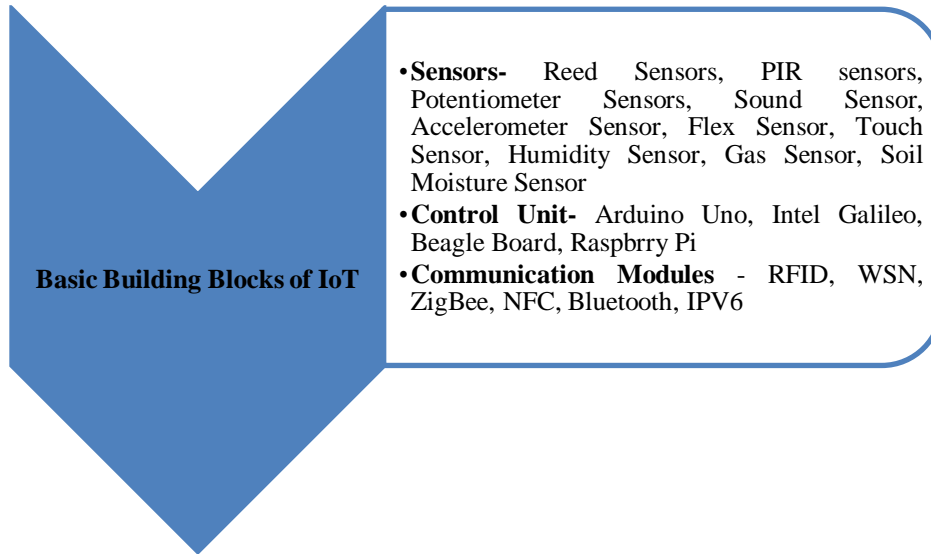 Basic Building Blocks of IoT
•Sensors- Reed Sensors, PIR sensors,
Potentiometer Sensors, Sound Sensor,
Accelerometer Sensor, Flex Sensor, Touch
Sensor, Humidity Sensor, Gas Sensor, Soil
Moisture Sensor
•Control Unit- Arduino Uno, Intel Galileo,
Beagle Board, Raspbrry Pi
•Communication Modules - RFID, WSN,
ZigBee, NFC, Bluetooth, IPV6